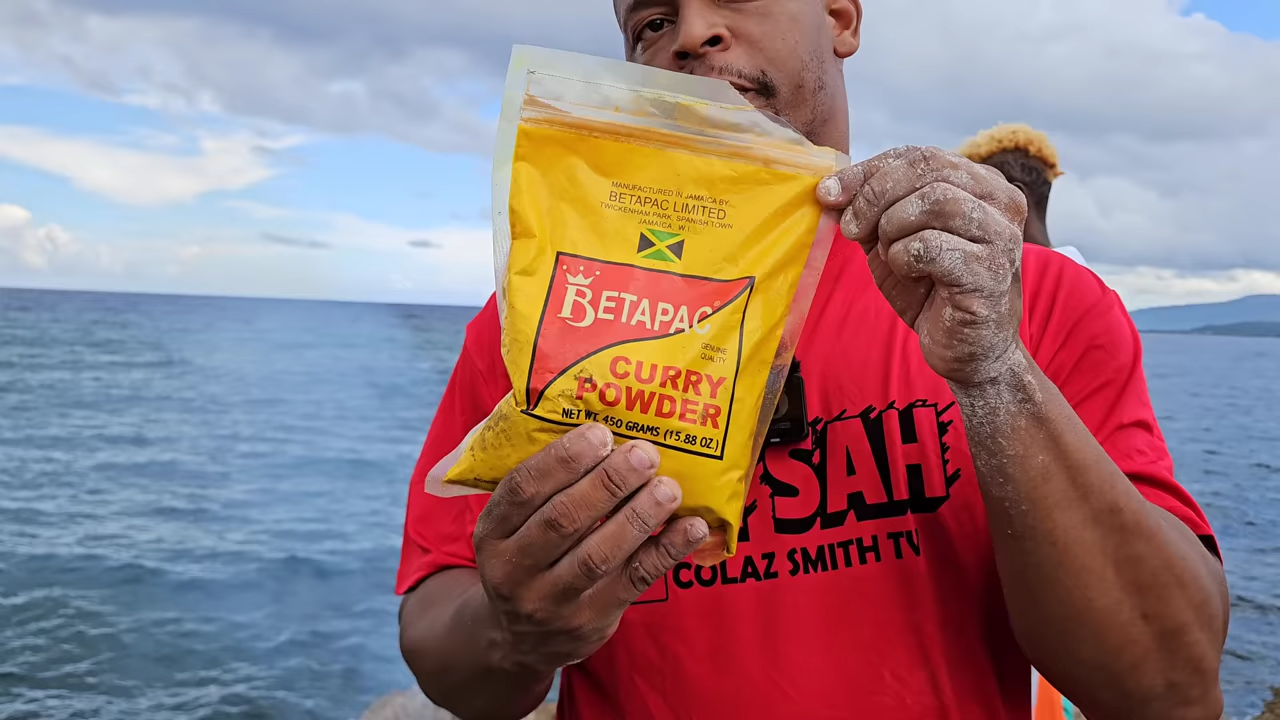 MANUFACTURED IN JAMAICA BY
BETAPAC LIMITED
TWICKENHAM PARK, SPANISH TOWN
JAMAICA, W.I.
BETAPAC
GENUINE
QUALITY
CURRY
POWDER
NET WT. 450 GRAMS (15.88 OZ.)
SAH
COLAZ SMITH TV